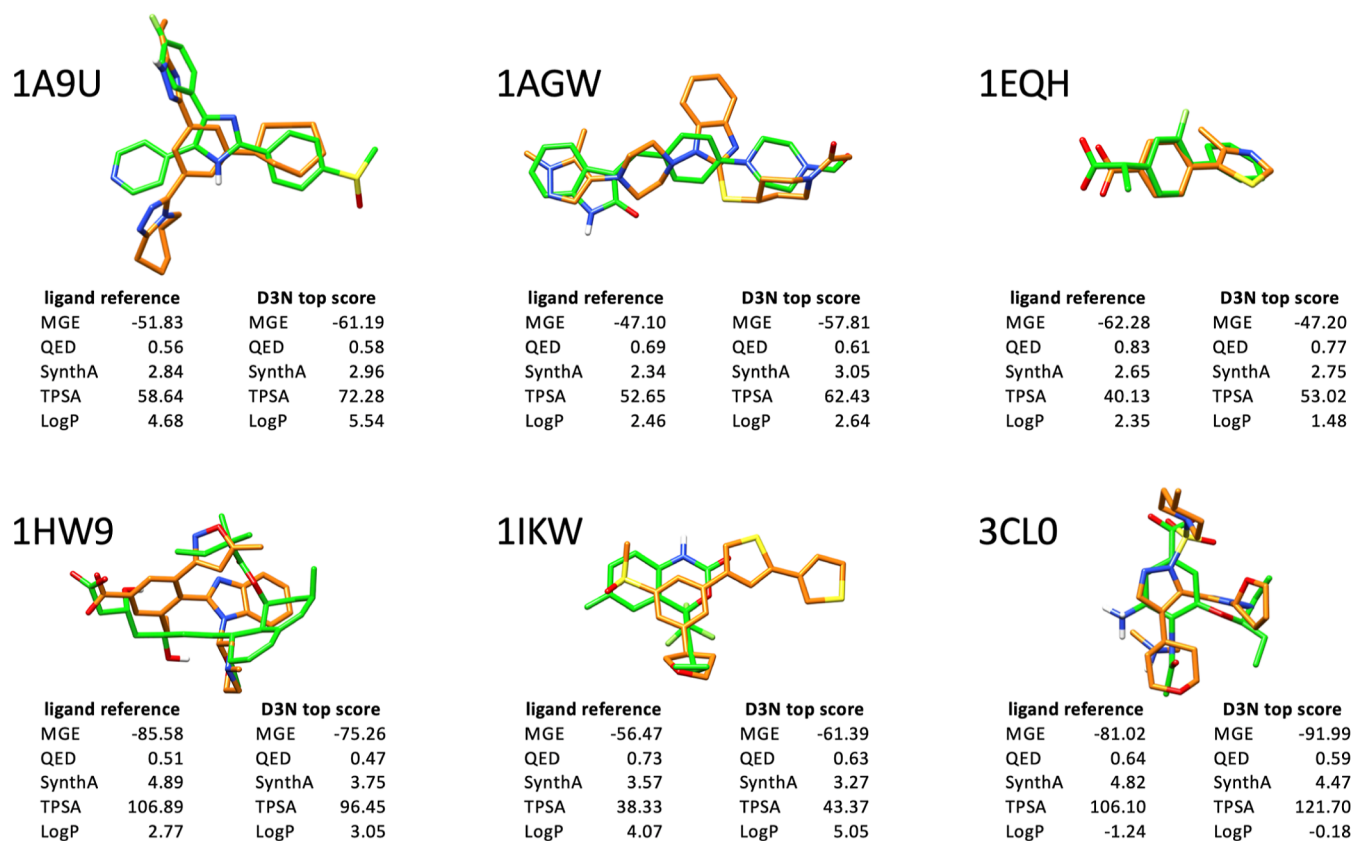 1A9U
ligand reference D3N top score
MGE -51.83 MGE -61.19
QED 0.56 QED 0.58
SynthA 2.84 SynthA 2.96
TPSA 58.64 TPSA 72.28
LogP 4.68 LogP 5.54
1AGW
ligand reference D3N top score
MGE -47.10 MGE -57.81
QED 0.69 QED 0.61
SynthA 2.34 SynthA 3.05
TPSA 52.65 TPSA 62.43
LogP 2.46 LogP 2.64
1EQH
ligand reference D3N top score
MGE -62.28 MGE -47.20
QED 0.83 QED 0.77
SynthA 2.65 SynthA 2.75
TPSA 40.13 TPSA 53.02
LogP 2.35 LogP 1.48
1HW9
ligand reference D3N top score
MGE -85.58 MGE -75.26
QED 0.51 QED 0.47
SynthA 4.89 SynthA 3.75
TPSA 106.89 TPSA 96.45
LogP 2.77 LogP 3.05
1IKW
ligand reference D3N top score
MGE -56.47 MGE -61.39
QED 0.73 QED 0.63
SynthA 3.57 SynthA 3.27
TPSA 38.33 TPSA 43.37
LogP 4.07 LogP 5.05
3CL0
ligand reference D3N top score
MGE -81.02 MGE -91.99
QED 0.64 QED 0.59
SynthA 4.82 SynthA 4.47
TPSA 106.10 TPSA 121.70
LogP -1.24 LogP -0.18